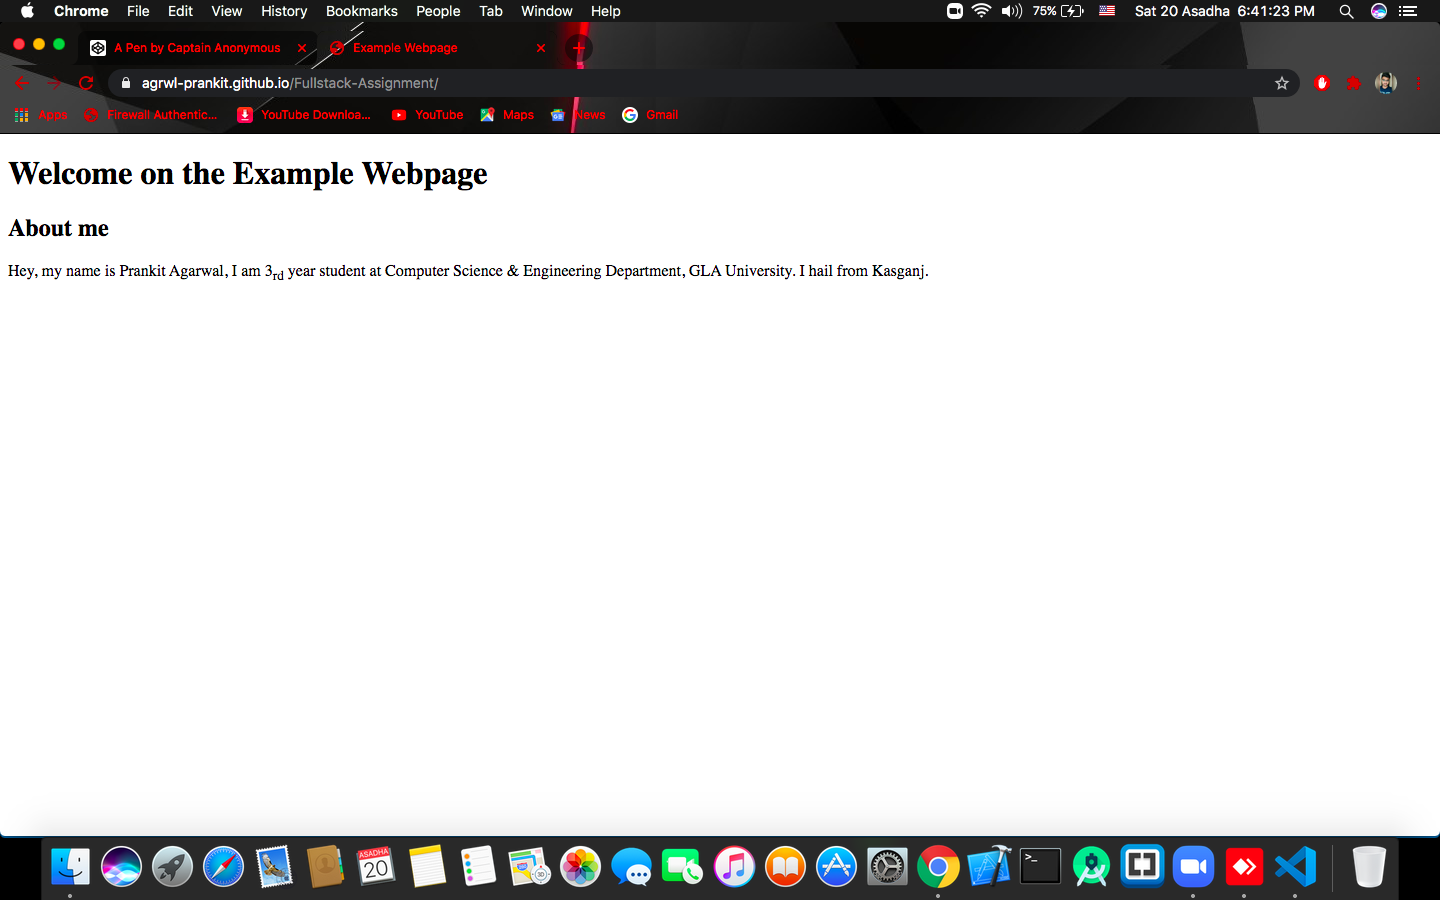 Chrome File Edit View History Bookmarks People Tab Window Help 75% Sat 20 Asadha 6:41:23 PM
A Pen by Captain Anonymous Example Webpage
agrwl-prankit.github.io/Fullstack-Assignment/
Apps Firewall Authentic... YouTube Downloa... YouTube Maps News Gmail
Welcome on the Example Webpage
About me
Hey, my name is Prankit Agarwal, I am 3rd year student at Computer Science & Engineering Department, GLA University. I hail from Kasganj.
ASADHA
20